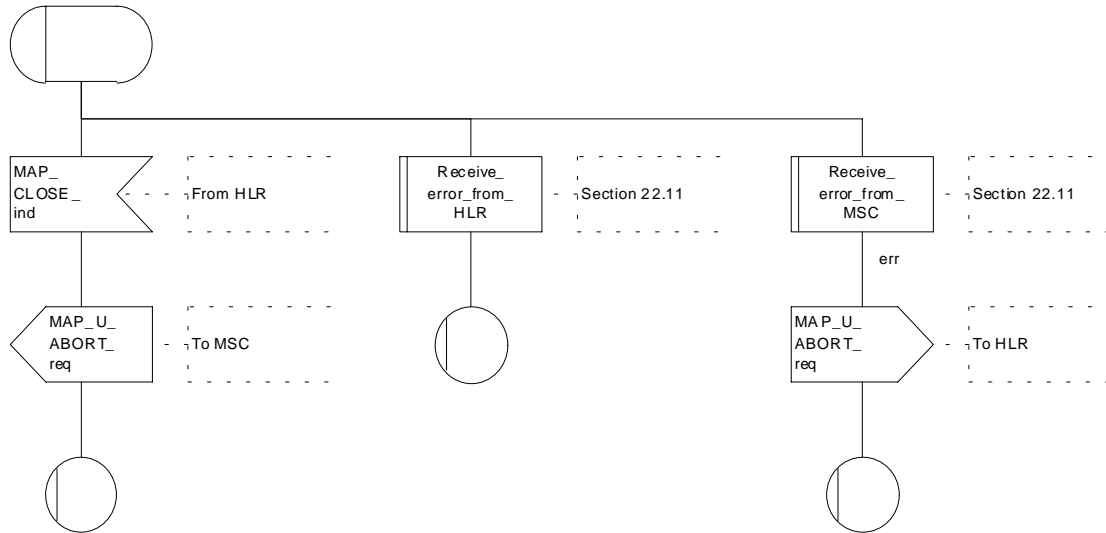 MAP_
CLOSE_
ind
From HLR
Receive_
error_from_
HLR
Section 22.11
Receive_
error_from_
MSC
Section 22.11
err
MAP_U_
ABORT_
req
To MSC
MAP_U_
ABORT_
req
To HLR